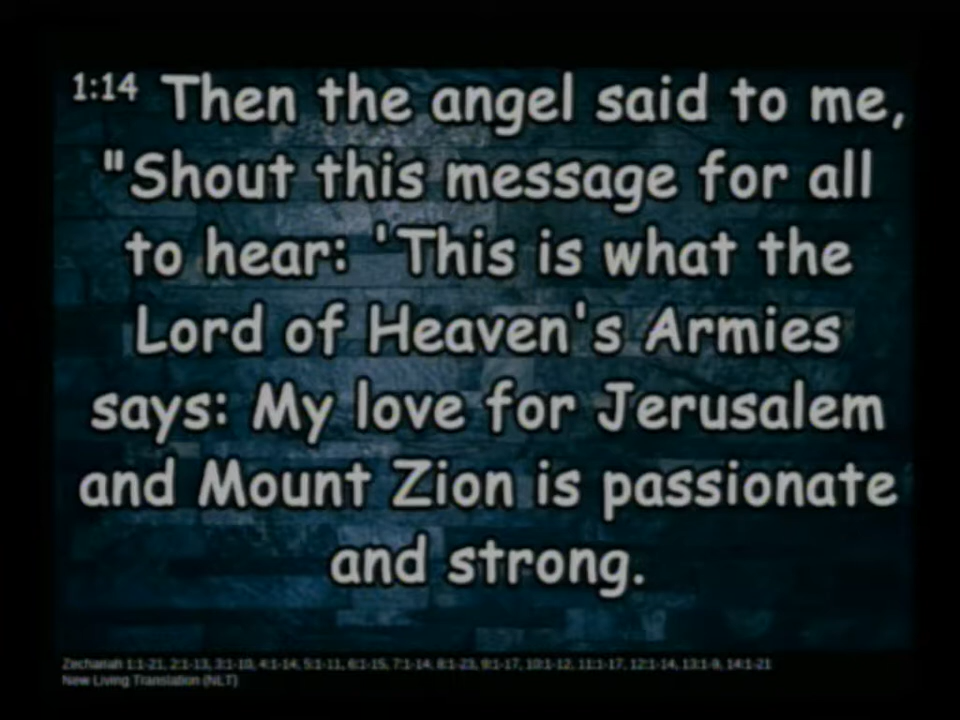 1:14 Then the angel said to me,
"Shout this message for all
to hear: 'This is what the
Lord of Heaven's Armies
says: My love for Jerusalem
and Mount Zion is passionate
and strong.
Zechariah 1:1-21, 2:1-13, 3:1-10, 4:1-14, 5:1-11, 6:1-15, 7:1-14, 8:1-23, 9:1-17, 10:1-12, 11:1-17, 12:1-14, 13:1-9, 14:1-21
New Living Translation (NLT)